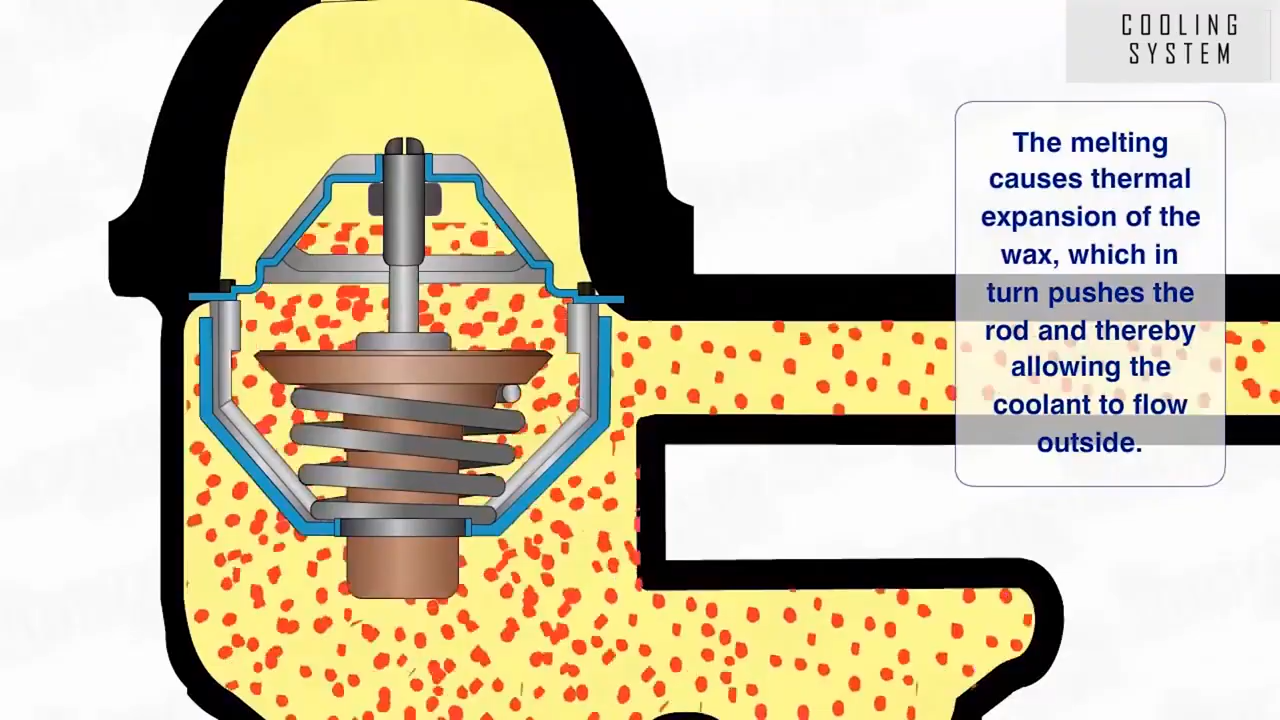 COOLING
SYSTEM
The melting
causes thermal
expansion of the
wax, which in
turn pushes the
rod and thereby
allowing the
coolant to flow
outside.